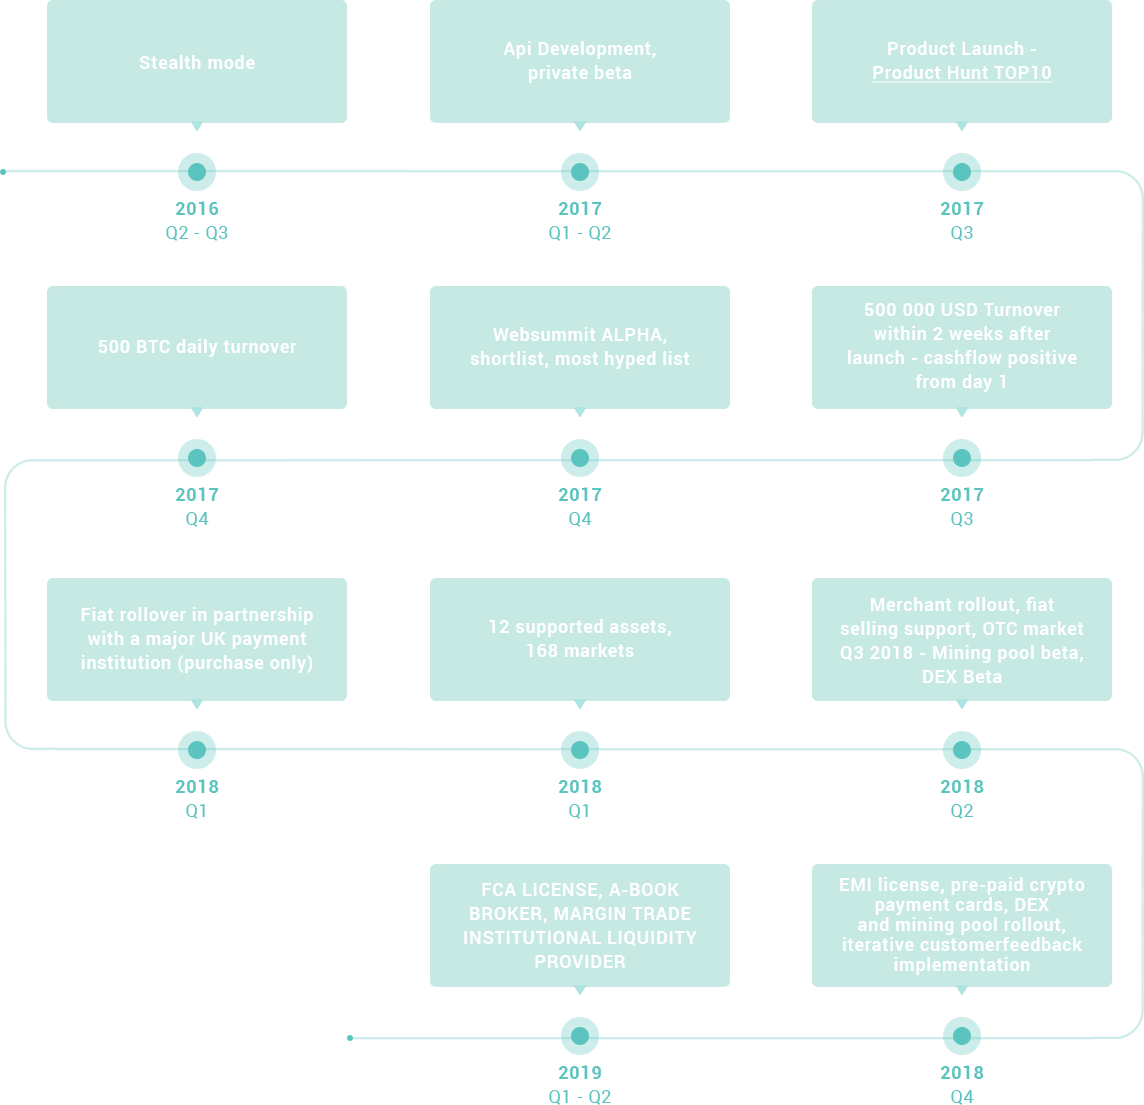 Stealth mode
2016
Q2 - Q3
Api Development,
private beta
2017
Q1 - Q2
Product Launch -
Product Hunt TOP10
2017
Q3
500 000 USD Turnover
within 2 weeks after
launch - cashflow positive
from day 1
2017
Q3
Websummit ALPHA,
shortlist, most hyped list
2017
Q4
500 BTC daily turnover
2017
Q4
Fiat rollover in partnership
with a major UK payment
institution (purchase only)
2018
Q1
12 supported assets,
168 markets
2018
Q1
Merchant rollout, fiat
selling support, OTC market
Q3 2018 - Mining pool beta,
DEX Beta
2018
Q2
EMI license, pre-paid crypto
payment cards, DEX
and mining pool rollout,
iterative customerfeedback
implementation
2018
Q4
FCA LICENSE, A-BOOK
BROKER, MARGIN TRADE
INSTITUTIONAL LIQUIDITY
PROVIDER
2019
Q1 - Q2